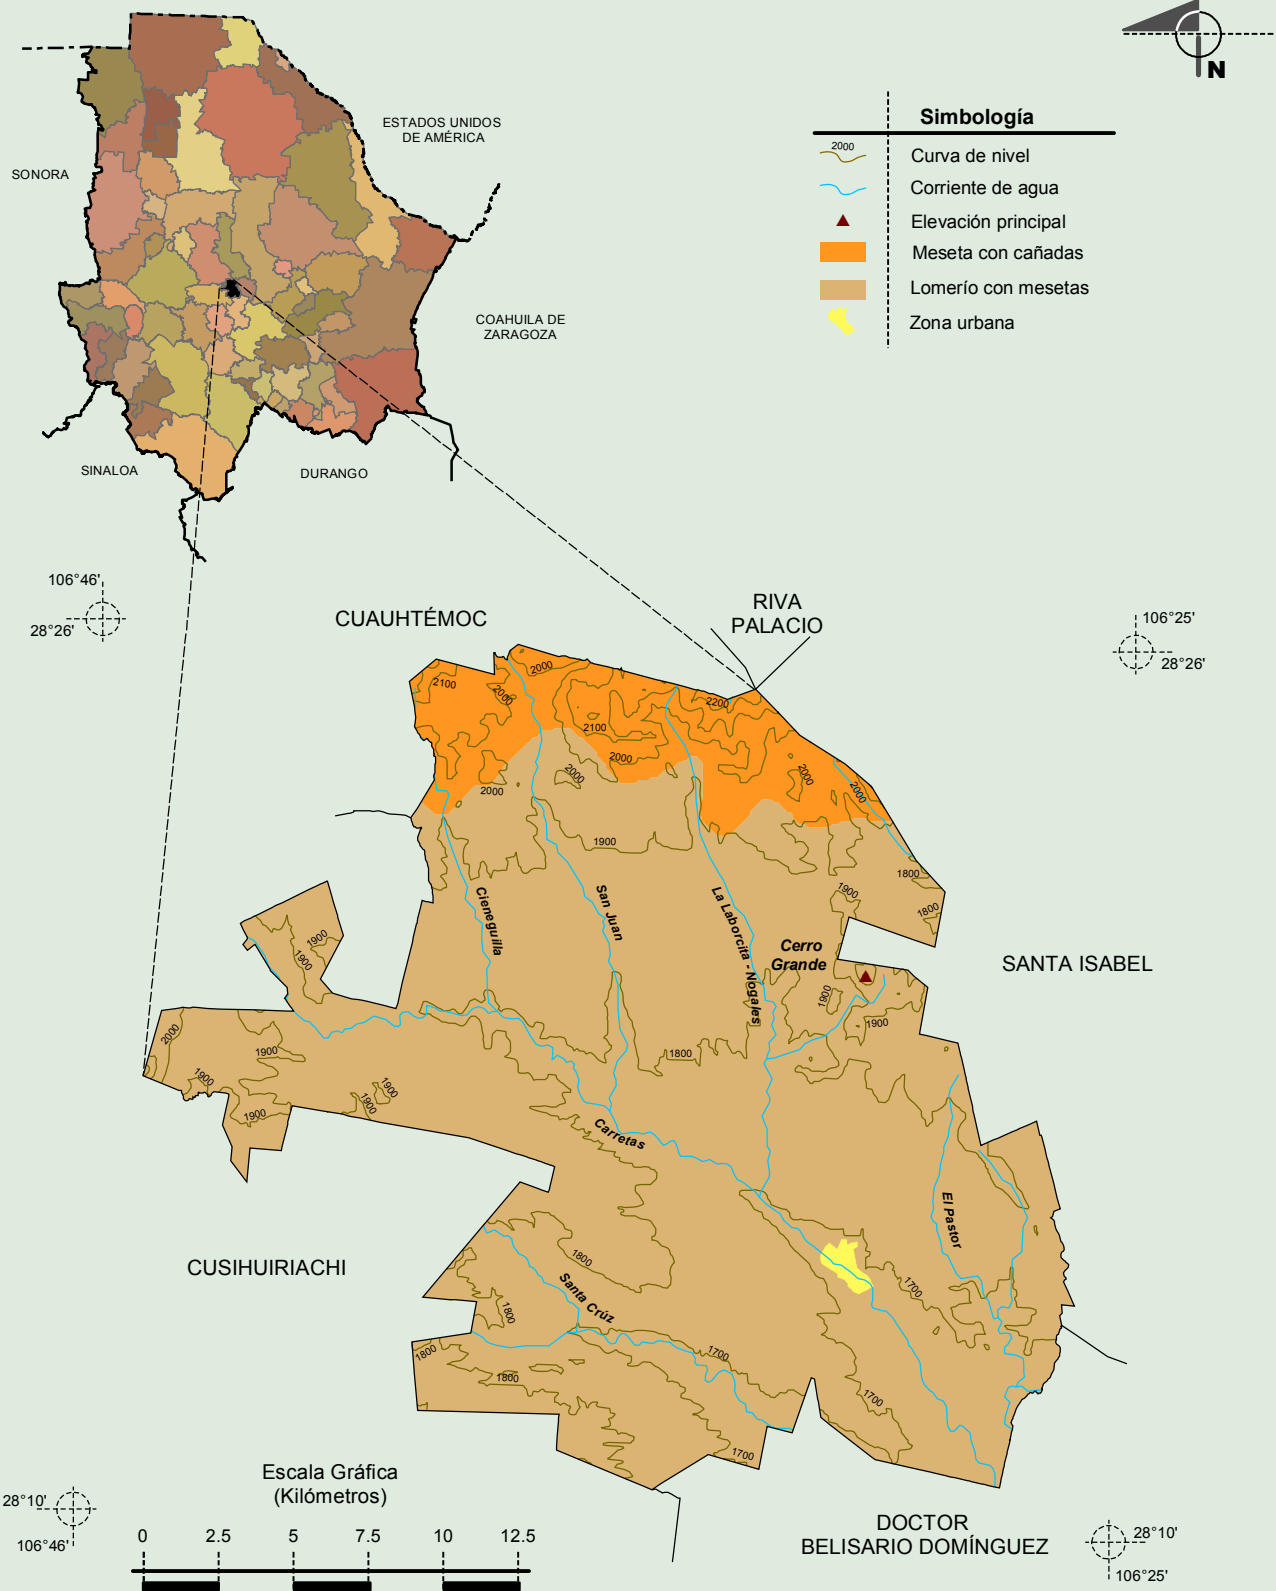 N
Simbología
2000
Curva de nivel
Corriente de agua
Elevación principal
Meseta con cañadas
Lomerío con mesetas
Zona urbana
ESTADOS UNIDOS
DE AMÉRICA
SONORA
COAHUILA DE
ZARAGOZA
SINALOA
DURANGO
106°46'
28°26'
CUAUHTÉMOC
RIVA
PALACIO
106°25'
28°26'
2000
2100
2000
2200
2100
2000
2000
2000
2000
2000
1900
1800
1900
1800
Cieneguilla
San Juan
La Laborcita - Nogales
Cerro
Grande
SANTA ISABEL
1900
1900
1900
1900
2000
1900
1800
1900
1900
1900
1900
Carretas
El Pastor
CUSIHUIRIACHI
1800
Santa Crúz
1700
1800
1800
1700
1800
1700
1700
Escala Gráfica
(Kilómetros)
0 2.5 5 7.5 10 12.5
28°10'
106°46'
DOCTOR
BELISARIO DOMÍNGUEZ
28°10'
106°25'